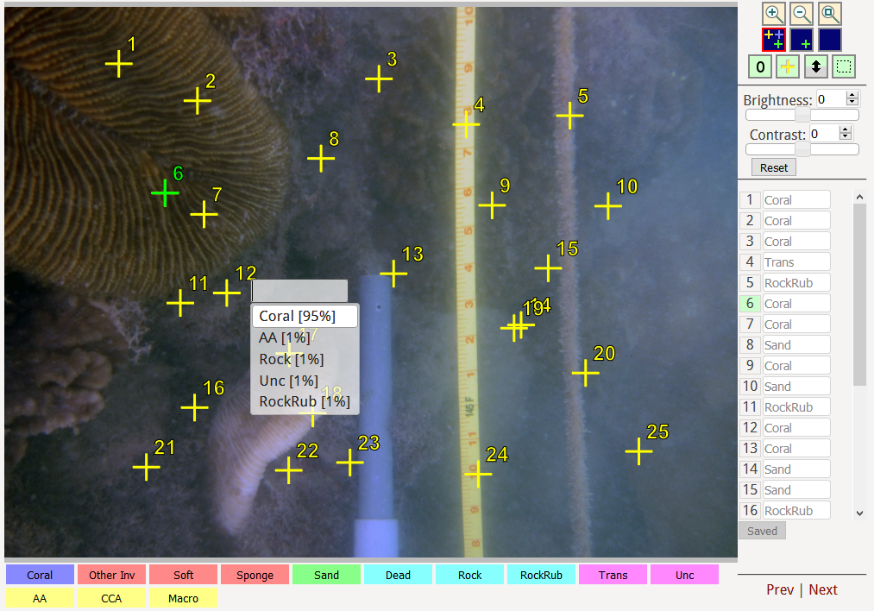 1
2
3
4
5
6
7
8
9
10
11
12
13
15
16
18
19
20
21
22
23
24
25
Coral [95%]
AA [1%]
Rock [1%]
Unc [1%]
RockRub [1%]
0
Brightness: 0
Contrast: 0
Reset
1 Coral
2 Coral
3 Coral
4 Trans
5 RockRub
6 Coral
7 Coral
8 Sand
9 Coral
10 Sand
11 RockRub
12 Coral
13 Coral
14 Sand
15 Sand
16 RockRub
Saved
Coral Other Inv Soft Sponge Sand Dead Rock RockRub Trans Unc
AA CCA Macro
Prev | Next